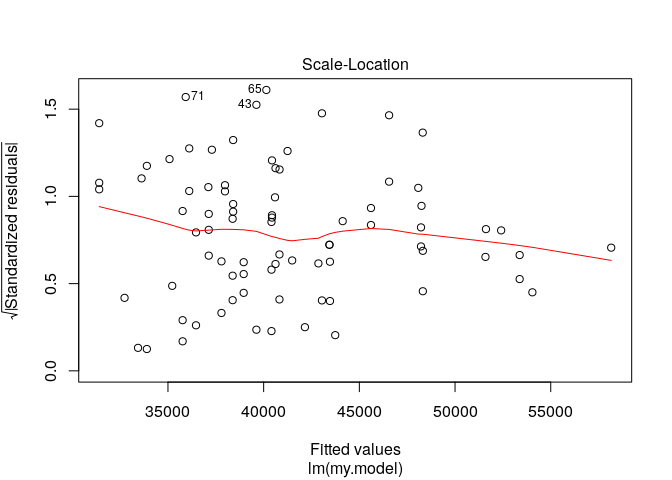 Scale-Location
√|Standardized residuals|
1.5
1.0
0.5
0.0
71
65
43
35000 40000 45000 50000 55000
Fitted values
lm(my.model)